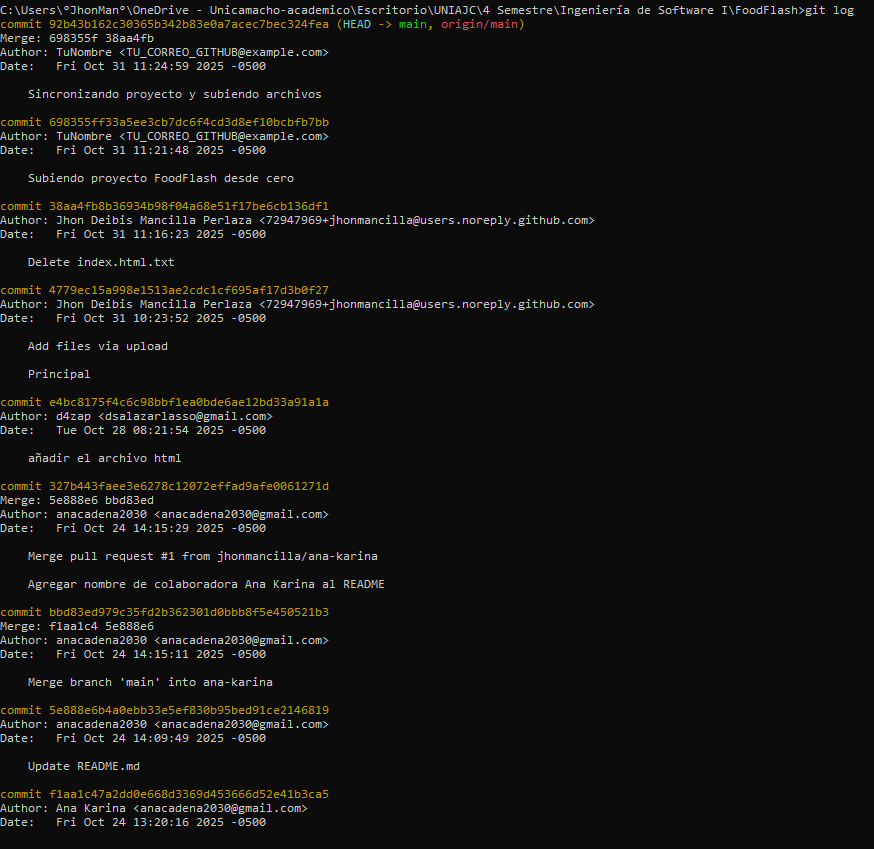 C:\Users\°JhonMan°\OneDrive - Unicamacho-academico\Escritorio\UNIAJC\4 Semestre\Ingeniería de Software I\FoodFlash>git log
commit 92b43b162c30365b342b83e0a7acec7bec324fea (HEAD -> main, origin/main)
Merge: 698355f 38aa4fb
Author: TuNombre <TU_CORREO_GITHUB@example.com>
Date:   Fri Oct 31 11:24:59 2025 -0500
    Sincronizando proyecto y subiendo archivos
commit 698355ff33a5ee3cb7dc6f4cd3d8ef10bcbfb7bb
Author: TuNombre <TU_CORREO_GITHUB@example.com>
Date:   Fri Oct 31 11:21:48 2025 -0500
    Subiendo proyecto FoodFlash desde cero
commit 38aa4fb8b36934b98f04a68e51f17be6cb136df1
Author: Jhon Deibis Mancilla Perlaza <72947969+jhonmancilla@users.noreply.github.com>
Date:   Fri Oct 31 11:16:23 2025 -0500
    Delete index.html.txt
commit 4779ec15a998e1513ae2cdc1cf695af17d3b0f27
Author: Jhon Deibis Mancilla Perlaza <72947969+jhonmancilla@users.noreply.github.com>
Date:   Fri Oct 31 10:23:52 2025 -0500
    Add files via upload
    Principal
commit e4bc8175f4c6c98bbf1ea0bde6ae12bd33a91a1a
Author: d4zap <dsalazarlasso@gmail.com>
Date:   Tue Oct 28 08:21:54 2025 -0500
    añadir el archivo html
commit 327b443faee3e6278c12072effad9afe0061271d
Merge: 5e888e6 bbd83ed
Author: anacadena2030 <anacadena2030@gmail.com>
Date:   Fri Oct 24 14:15:29 2025 -0500
    Merge pull request #1 from jhonmancilla/ana-karina
    Agregar nombre de colaboradora Ana Karina al README
commit bbd83ed979c35fd2b362301d0bbb8f5e450521b3
Merge: f1aa1c4 5e888e6
Author: anacadena2030 <anacadena2030@gmail.com>
Date:   Fri Oct 24 14:15:11 2025 -0500
    Merge branch 'main' into ana-karina
commit 5e888e6b4a0ebb33e5ef830b95bed91ce2146819
Author: anacadena2030 <anacadena2030@gmail.com>
Date:   Fri Oct 24 14:09:49 2025 -0500
    Update README.md
commit f1aa1c47a2dd0e668d3369d453666d52e41b3ca5
Author: Ana Karina <anacadena2030@gmail.com>
Date:   Fri Oct 24 13:20:16 2025 -0500